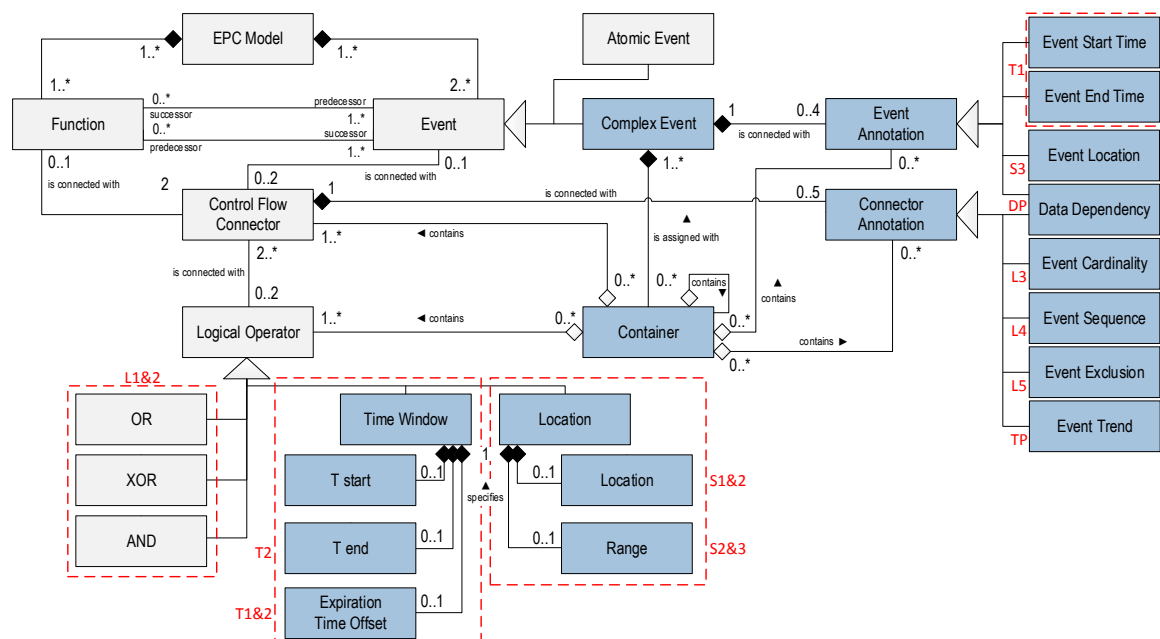 EPC Model
Atomic Event
1..*
1..*
1..*
2..*
Function
0..*
predecessor
successor
1..*
0..*
successor
predecessor
1..*
Event
Complex Event
1
0..4
is connected with
Event
Annotation
T1
Event Start Time
Event End Time
S3
Event Location
DP
Data Dependency
L3
Event Cardinality
L4
Event Sequence
L5
Event Exclusion
TP
Event Trend
0..1
is connected with
2
0..1
is connected with
0..2
Control Flow
Connector
1
is connected with
0..5
Connector
Annotation
0..*
0..*
1..*
◄ contains
0..*
1..*
▲
is assigned with
2..*
is connected with
0..2
Logical Operator
1..*
◄ contains
0..*
Container
0..*
contains
▼
0..*
▲
contains
0..*
contains ►
L1&2
OR
XOR
AND
Time Window
Location
T start
0..1
1
▲
specifies
0..1
Location
S1&2
T2
T end
0..1
0..1
Range
S2&3
T1&2
Expiration
Time Offset
0..1